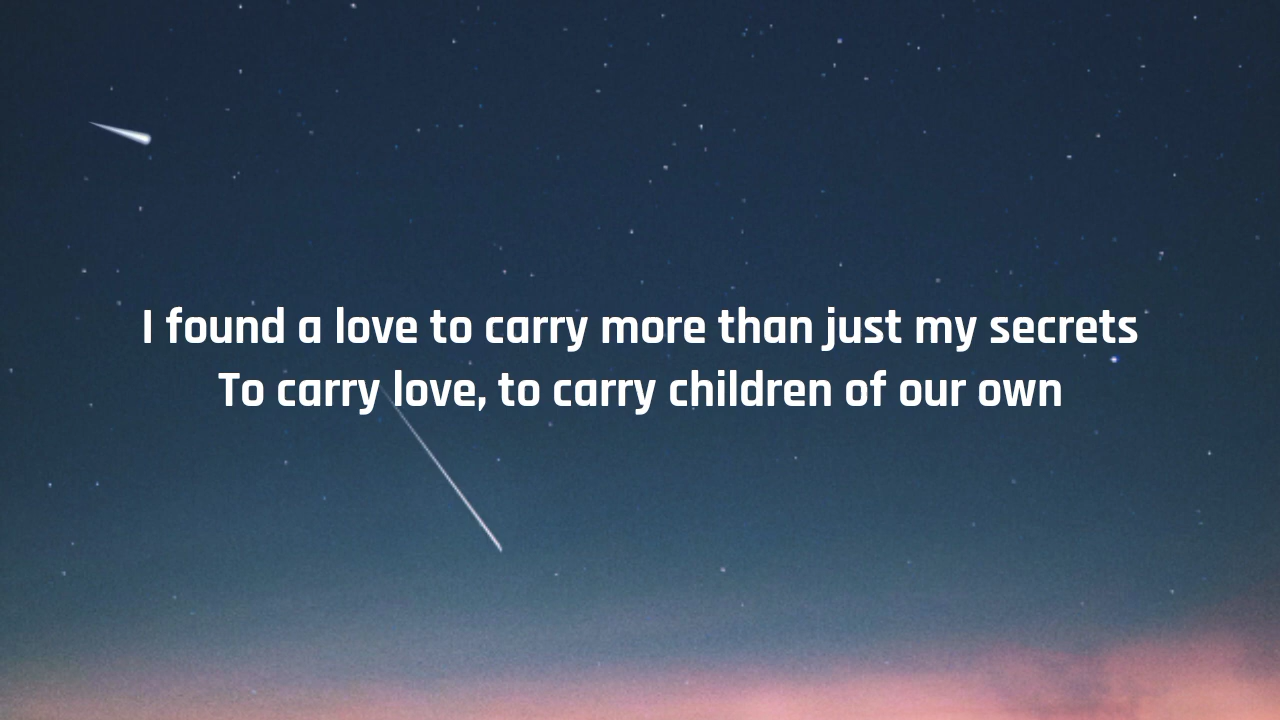 I found a love to carry more than just my secrets
To carry love, to carry children of our own